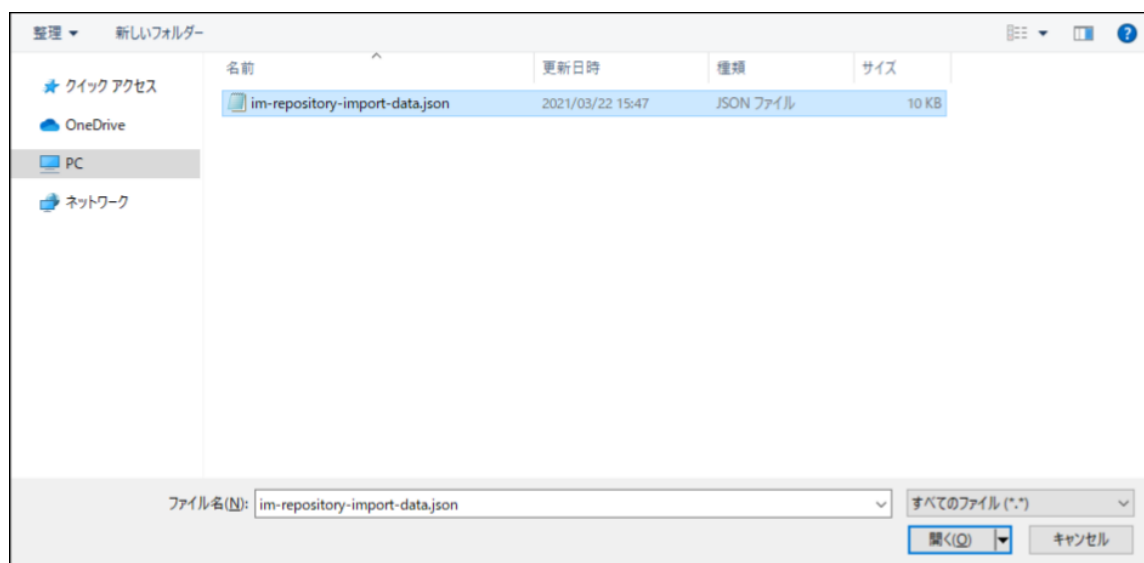 整理 新しいフォルダー
名前 更新日時 種類 サイズ
クイック アクセス
im-repository-import-data.json 2021/03/22 15:47 JSON ファイル 10 KB
OneDrive
PC
ネットワーク
ファイル名(N): im-repository-import-data.json すべてのファイル (*.*)
開く(O) キャンセル